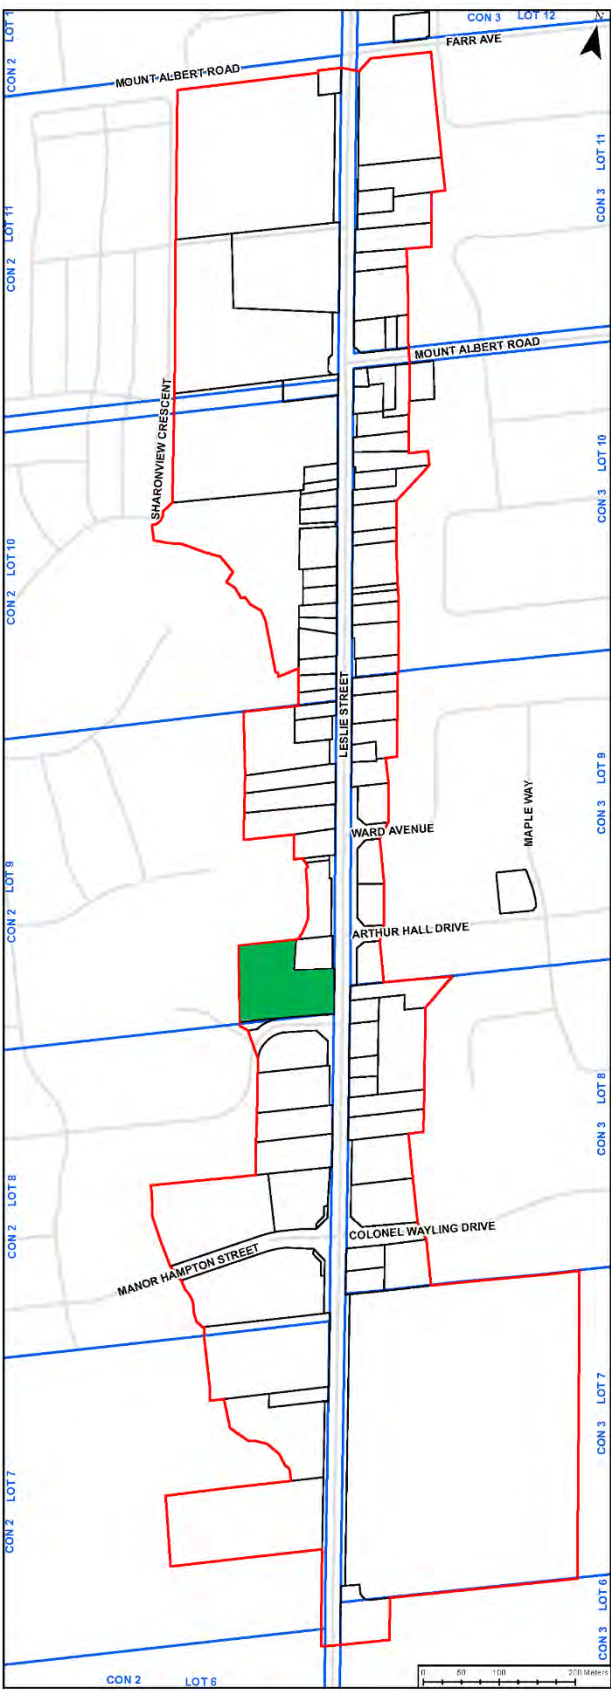 CON 3 LOT 12
N
FARR AVE
CON 2 LOT 1
MOUNT ALBERT ROAD
CON 3 LOT 11
CON 2 LOT 11
MOUNT ALBERT ROAD
SHARONVIEW CRESCENT
CON 3 LOT 10
CON 2 LOT 10
LESLIE STREET
CON 3 LOT 9
MAPLE WAY
WARD AVENUE
CON 2 LOT 9
ARTHUR HALL DRIVE
CON 3 LOT 8
CON 2 LOT 8
COLONEL WAYLING DRIVE
MANOR HAMPTON STREET
CON 3 LOT 7
CON 2 LOT 7
CON 3 LOT 6
CON 2 LOT 6
0 50 100 200 Meters